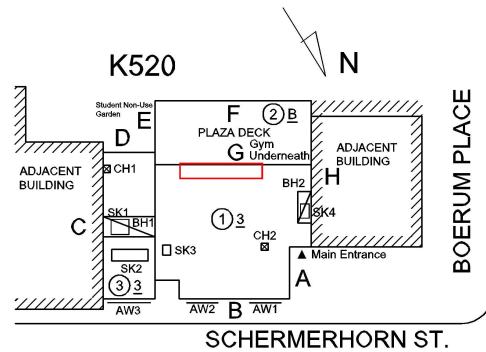 K520
N
Student Non-Use
Garden
E
F
2 B
D
PLAZA DECK
G
Gym
Underneath
ADJACENT
BUILDING
CH1
BH2
H
ADJACENT
BUILDING
BOERUM PLACE
SK1
BH1
C
1 3
SK4
CH2
SK2
SK3
3 3
Main Entrance
A
AW3
AW2
B
AW1
SCHERMERHORN ST.